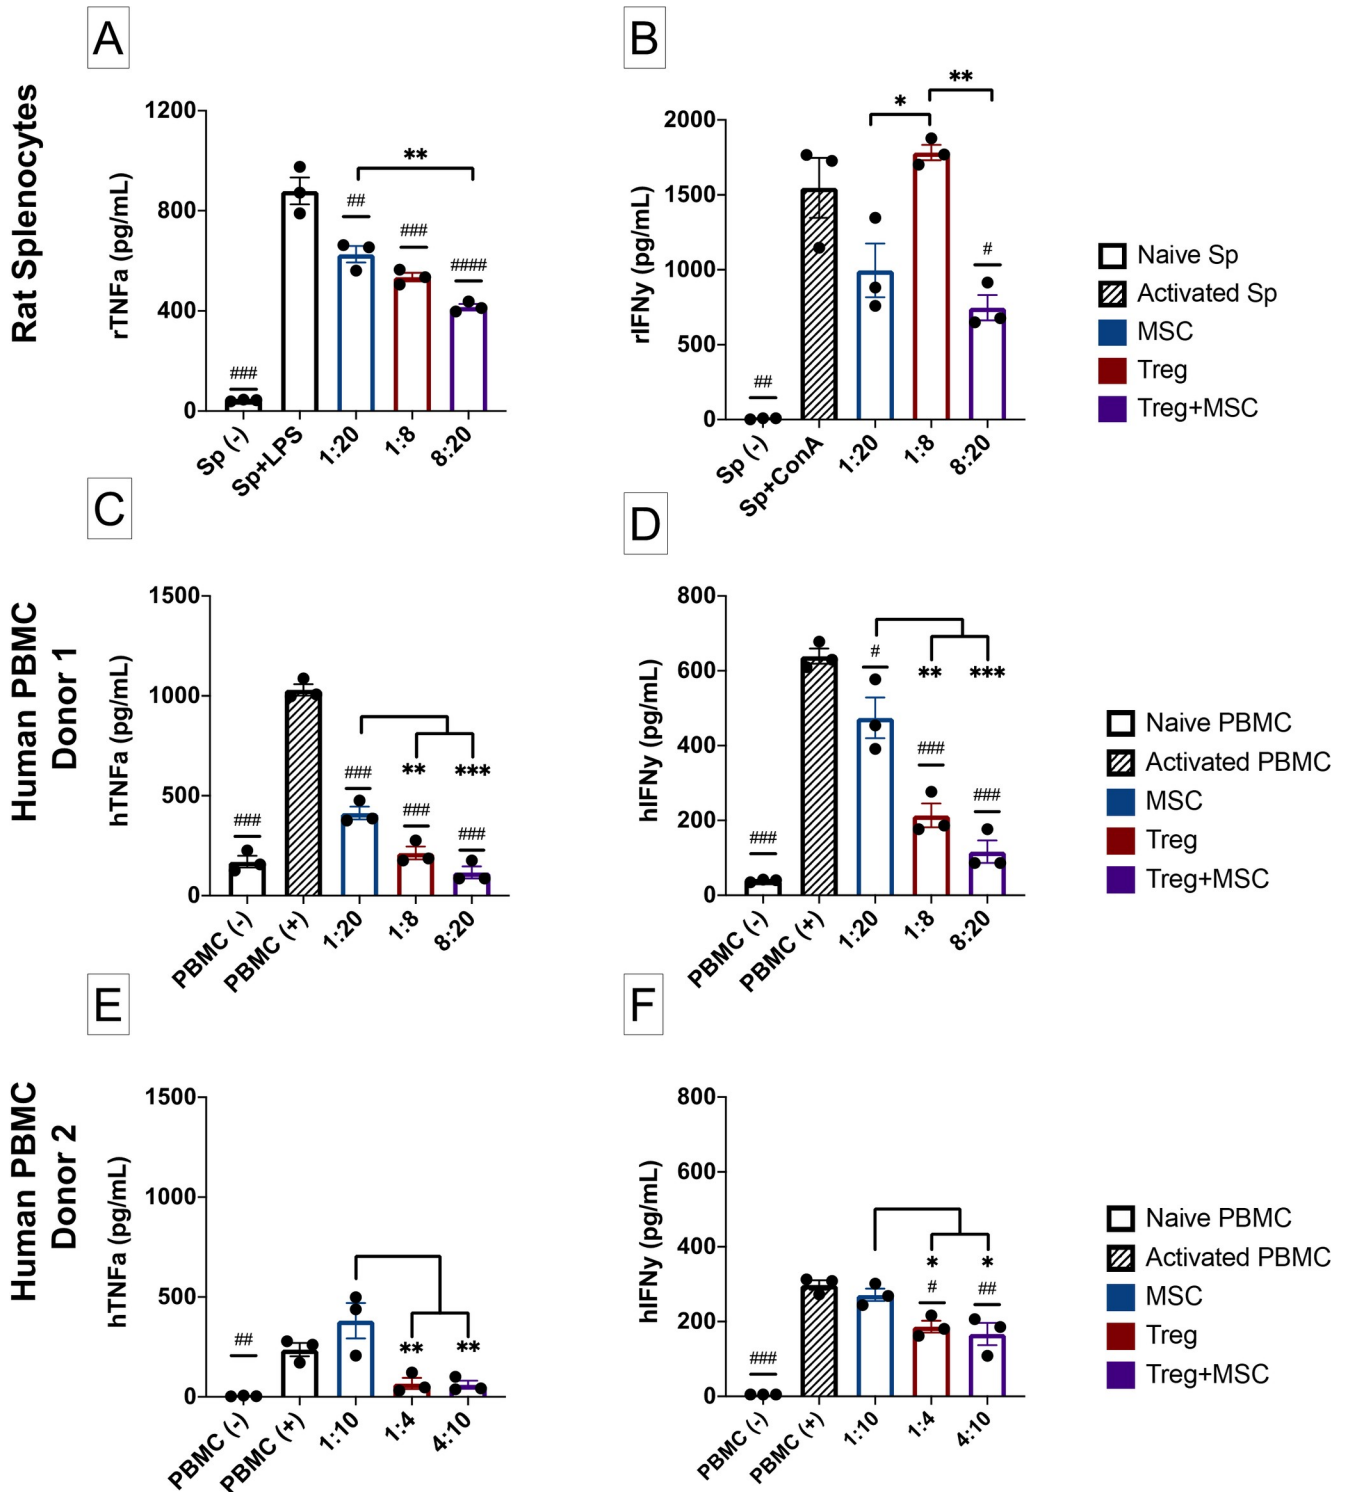 A
B
Rat Splenocytes
rTNFa (pg/mL)
1200
800
400
0
###
##
###
####
**
Sp (-)
Sp+LPS
1:20
1:8
8:20
rIFNy (pg/mL)
2000
1500
1000
500
0
##
*
**
#
Sp (-)
Sp+ConA
1:20
1:8
8:20
Naive Sp
Activated Sp
MSC
Treg
Treg+MSC
C
D
Human PBMC
Donor 1
hTNFa (pg/mL)
1500
1000
500
0
###
###
###
###
**
***
PBMC (-)
PBMC (+)
1:20
1:8
8:20
hIFNy (pg/mL)
800
600
400
200
0
###
#
###
###
**
***
PBMC (-)
PBMC (+)
1:20
1:8
8:20
Naive PBMC
Activated PBMC
MSC
Treg
Treg+MSC
E
F
Human PBMC
Donor 2
hTNFa (pg/mL)
1500
1000
500
0
##
**
**
PBMC (-)
PBMC (+)
1:10
1:4
4:10
hIFNy (pg/mL)
800
600
400
200
0
###
*
*
#
##
PBMC (-)
PBMC (+)
1:10
1:4
4:10
Naive PBMC
Activated PBMC
MSC
Treg
Treg+MSC